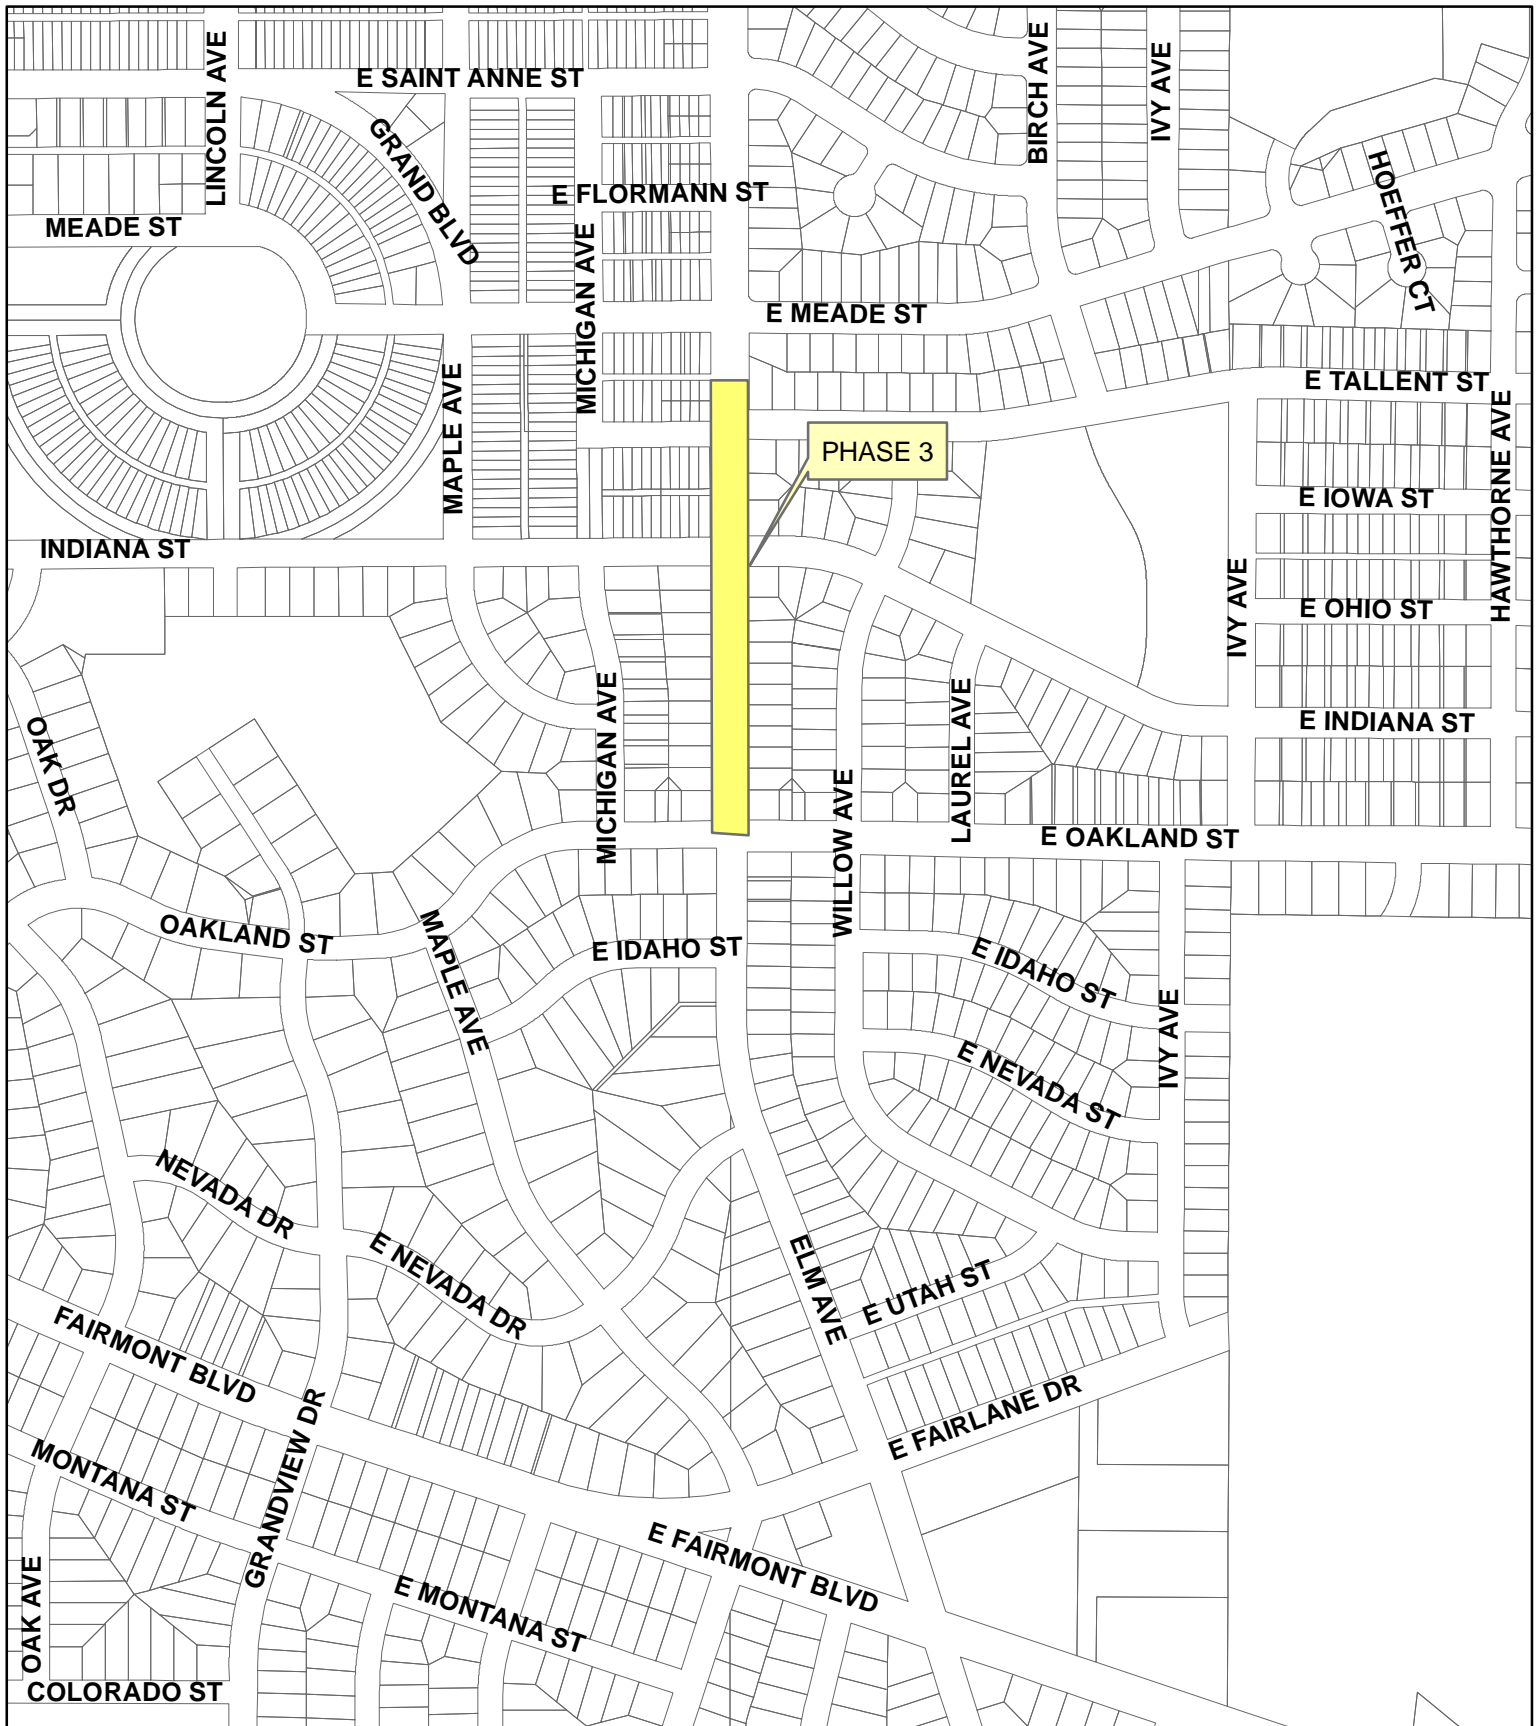 E SAINT ANNE ST
LINCOLN AVE
BIRCH AVE
IVY AVE
GRAND BLVD
E FLORMANN ST
HOEFFER CT
MEADE ST
MICHIGAN AVE
E MEADE ST
E TALLENT ST
MAPLE AVE
PHASE 3
HAWTHORNE AVE
E IOWA ST
INDIANA ST
IVY AVE
E OHIO ST
OAK DR
MICHIGAN AVE
LAUREL AVE
E INDIANA ST
WILLOW AVE
E OAKLAND ST
OAKLAND ST
MAPLE AVE
E IDAHO ST
E IDAHO ST
IVY AVE
E NEVADA ST
NEVADA DR
E NEVADA DR
ELM AVE
E UTAH ST
FAIRMONT BLVD
E FAIRLANE DR
GRANDVIEW DR
MONTANA ST
E FAIRMONT BLVD
OAK AVE
E MONTANA ST
COLORADO ST